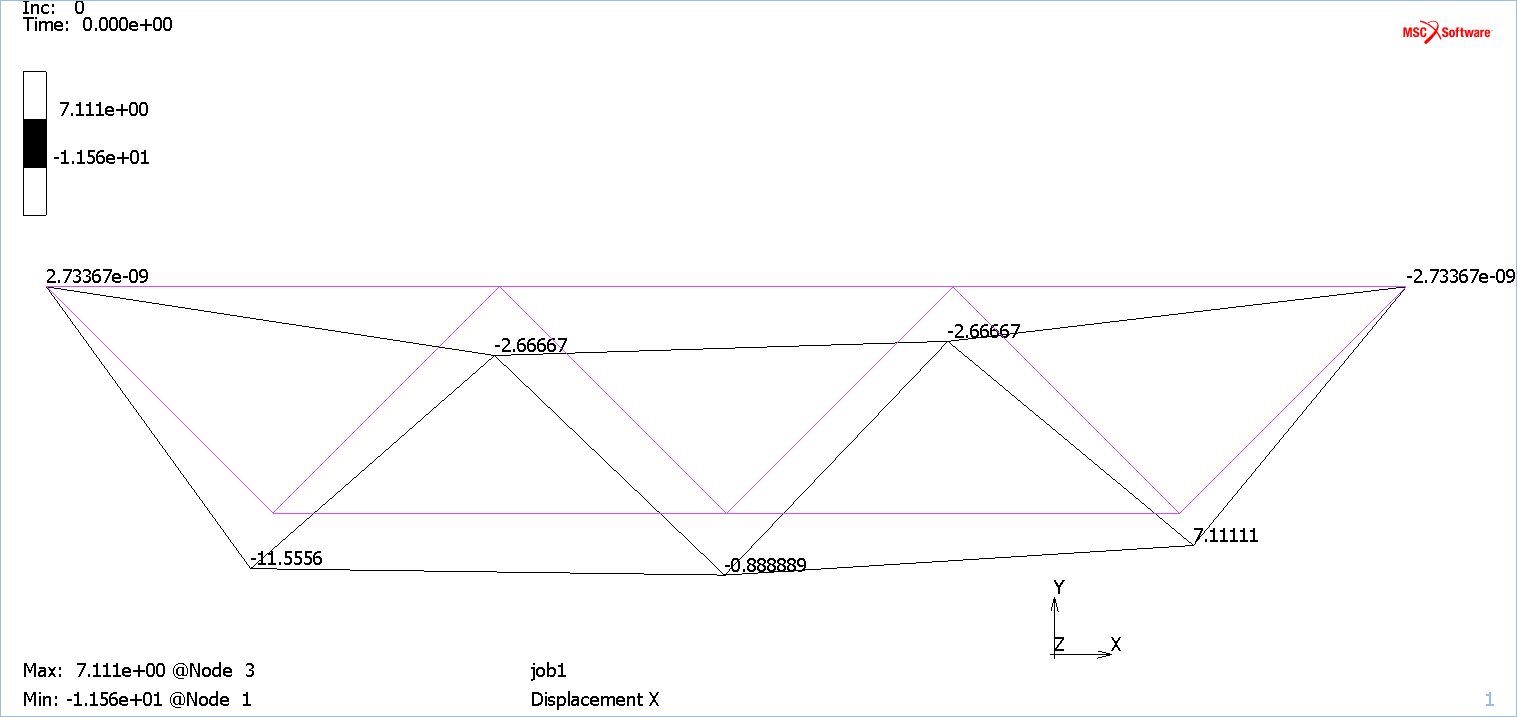 Inc: 0
Time: 0.000e+00
MSC Software
7.111e+00
-1.156e+01
2.73367e-09
-2.73367e-09
-2.66667
-2.66667
-11.5556
-0.888889
7.11111
Y
Z X
Max: 7.111e+00 @Node 3
job1
Min: -1.156e+01 @Node 1
Displacement X
1